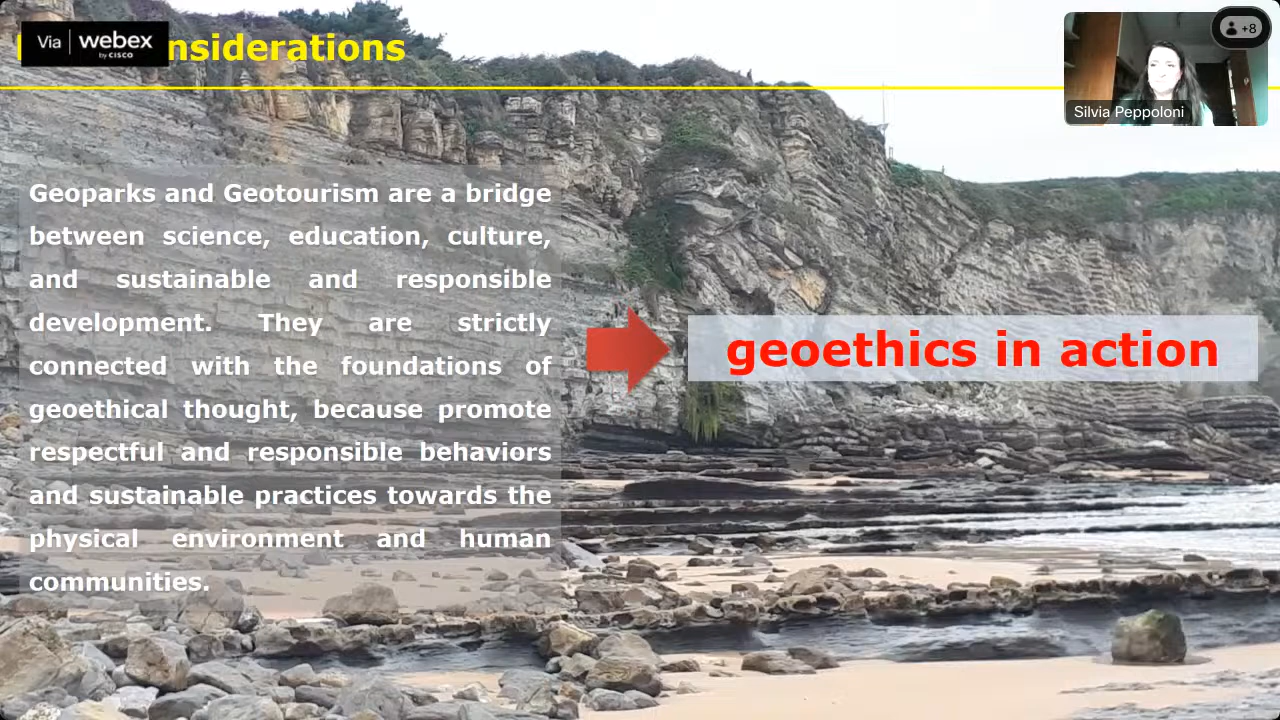 Via webex
by CISCO
nsiderations
+8
Silvia Peppoloni
Geoparks and Geotourism are a bridge
between science, education, culture,
and sustainable and responsible
development. They are strictly
connected with the foundations of
geoethical thought, because promote
respectful and responsible behaviors
and sustainable practices towards the
physical environment and human
communities.
geoethics in action